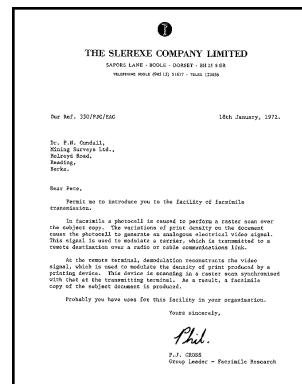 THE SLEREXE COMPANY LIMITED
SAPORS LANE - BOOLE - DORSET - BH 25 8 ER
TELEPHONE BOOLE (945 13) 51617 - TELEX 123456
Our Ref. 350/PJC/EAC
18th January, 1972.
Dr. P.N. Cundall,
Mining Surveys Ltd.,
Holroyd Road,
Reading,
Berks.
Dear Pete,
Permit me to introduce you to the facility of facsimile
transmission.
In facsimile a photocell is caused to perform a raster scan over
the subject copy. The variations of print density on the document
cause the photocell to generate an analogous electrical video signal.
This signal is used to modulate a carrier, which is transmitted to a
remote destination over a radio or cable communications link.
At the remote terminal, demodulation reconstructs the video
signal, which is used to modulate the density of print produced by a
printing device. This device is scanning in a raster scan synchronised
with that at the transmitting terminal. As a result, a facsimile
copy of the subject document is produced.
Probably you have uses for this facility in your organisation.
Yours sincerely,
Phil.
P.J. CROSS
Group Leader - Facsimile Research